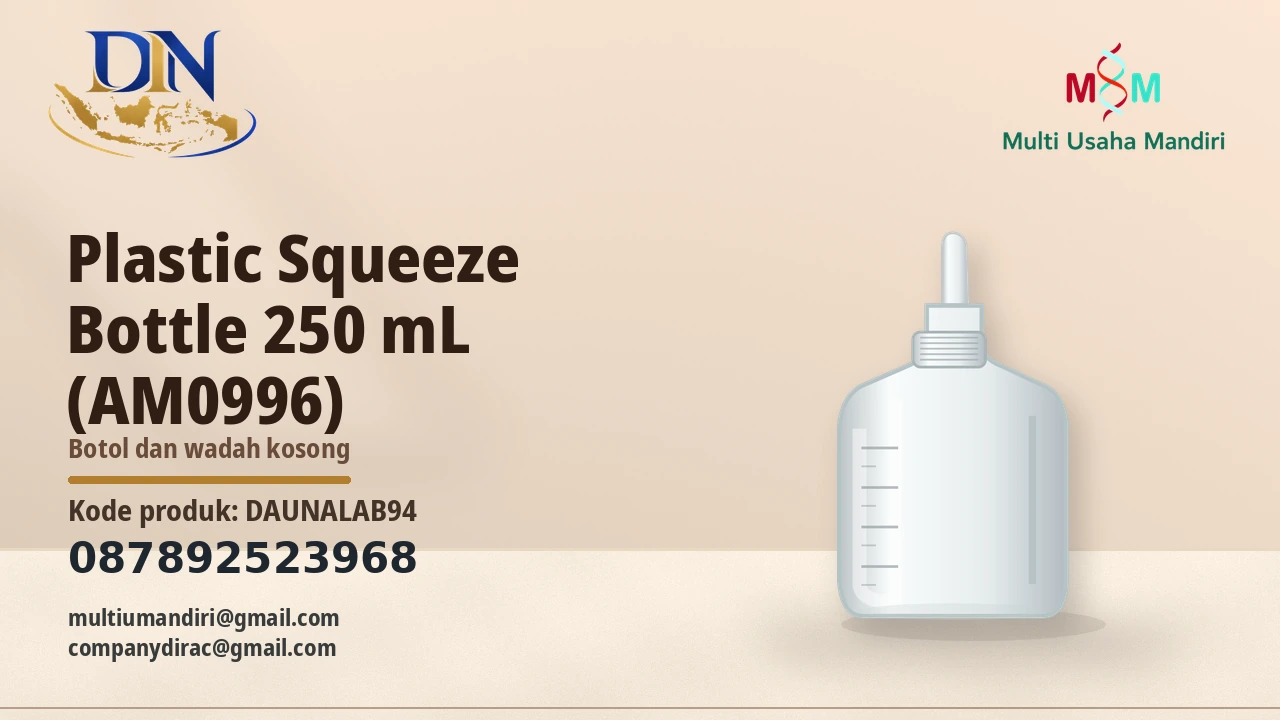 DN
M M
Multi Usaha Mandiri
Plastic Squeeze
Bottle 250 mL
(AM0996)
Botol dan wadah kosong
Kode produk: DAUNALAB94
087892523968
multiumandiri@gmail.com
companydirac@gmail.com